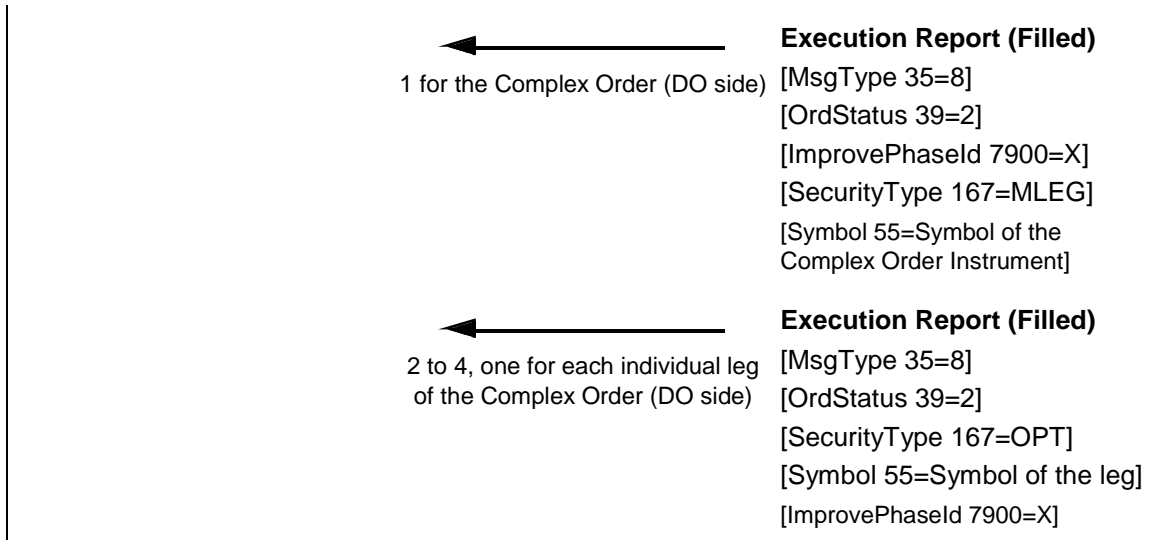 Execution Report (Filled)
1 for the Complex Order (DO side)
[MsgType 35=8]
[OrdStatus 39=2]
[ImprovePhaseId 7900=X]
[SecurityType 167=MLEG]
[Symbol 55=Symbol of the
Complex Order Instrument]
Execution Report (Filled)
2 to 4, one for each individual leg
of the Complex Order (DO side)
[MsgType 35=8]
[OrdStatus 39=2]
[SecurityType 167=OPT]
[Symbol 55=Symbol of the leg]
[ImprovePhaseId 7900=X]